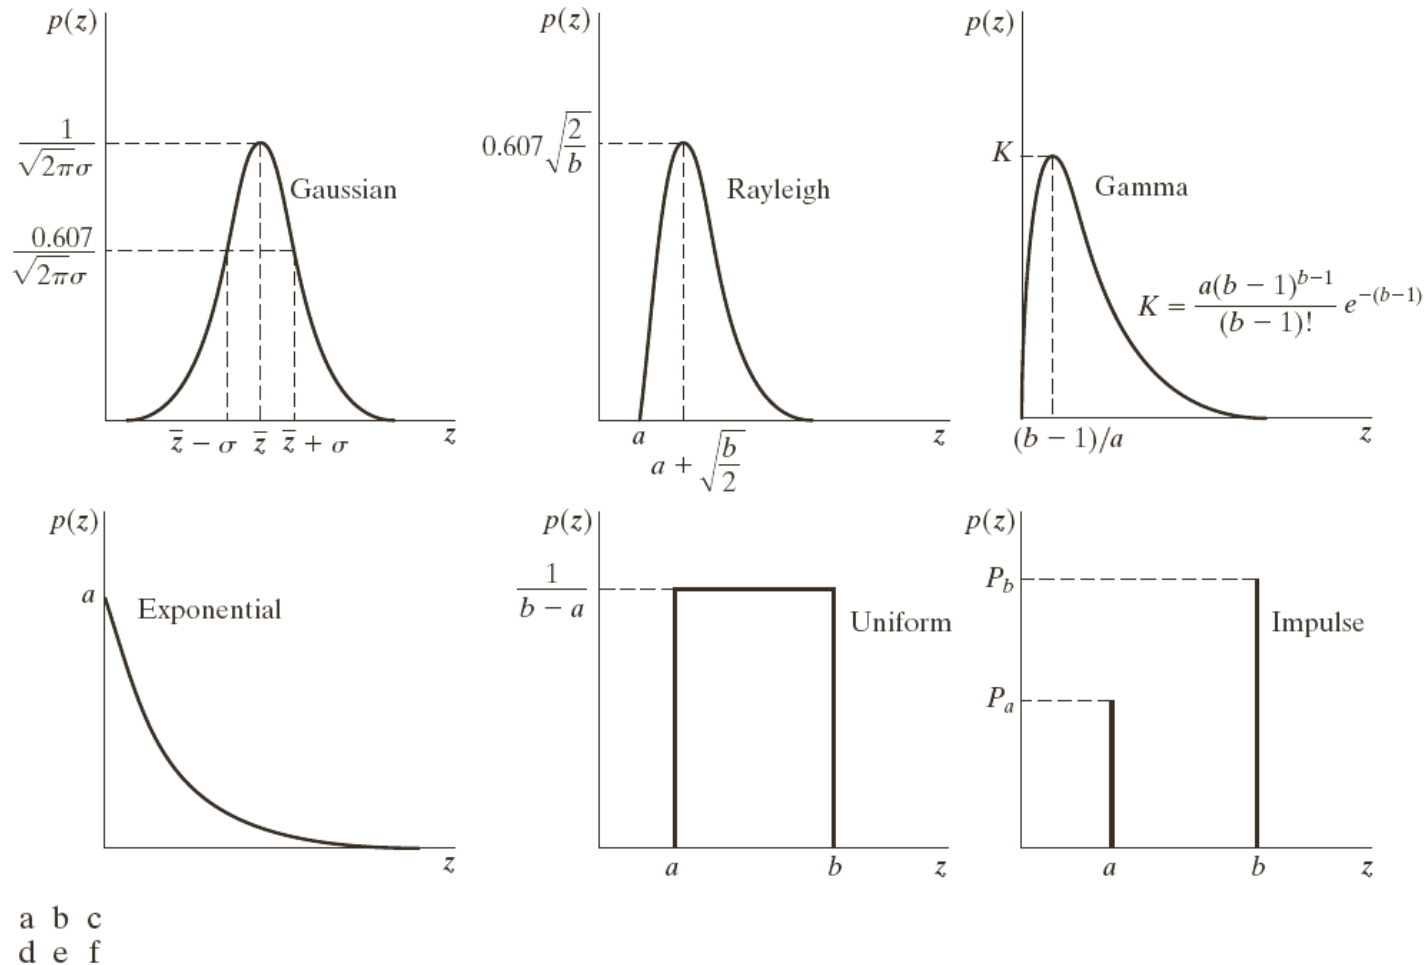 p(z)
1/√2πσ
0.607/√2πσ
Gaussian
z̄ − σ z̄ z̄ + σ z
p(z)
0.607√2/b
Rayleigh
a z
a + √b/2
p(z)
K
Gamma
K = a(b − 1)^b−1/(b − 1)! e^−(b−1)
(b − 1)/a z
p(z)
a
Exponential
z
p(z)
1/b − a
Uniform
a b z
p(z)
P_b
P_a
Impulse
a b z
a b c
d e f